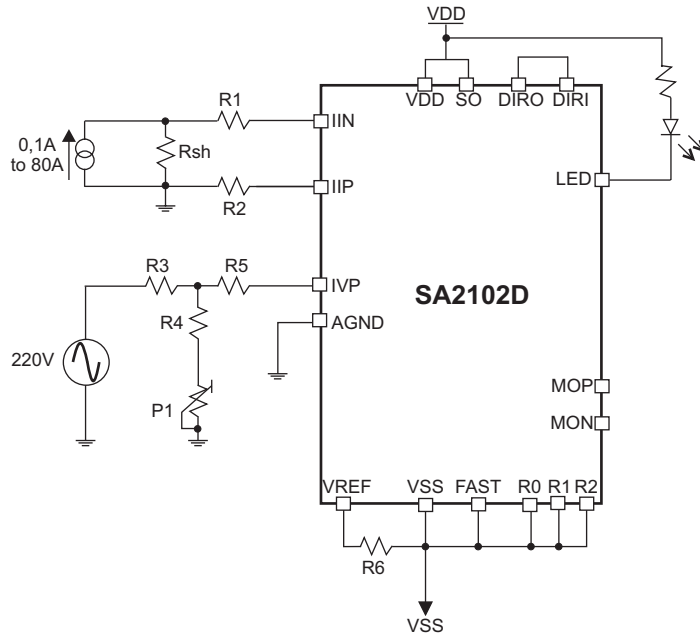 VDD
VDD SO DIRO DIRI
R1
IIN
0,1A
to 80A
Rsh
LED
IIP
R2
R3 R5
IVP
SA2102D
R4
AGND
220V
MOP
P1
MON
VREF VSS FAST R0 R1 R2
R6
VSS